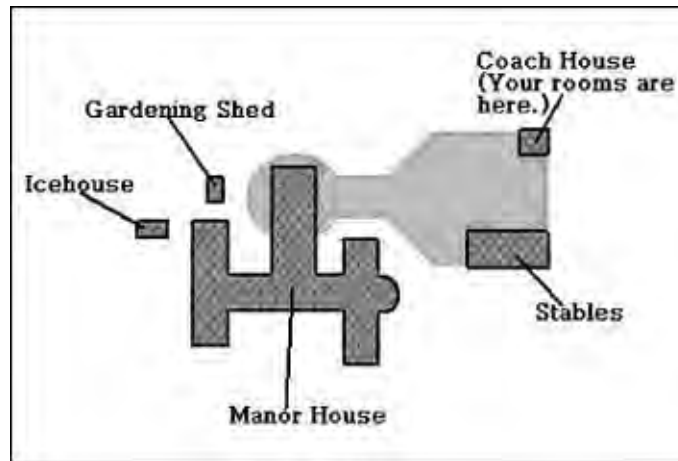 Coach House
(Your rooms are
here.)
Gardening Shed
Icehouse
Stables
Manor House